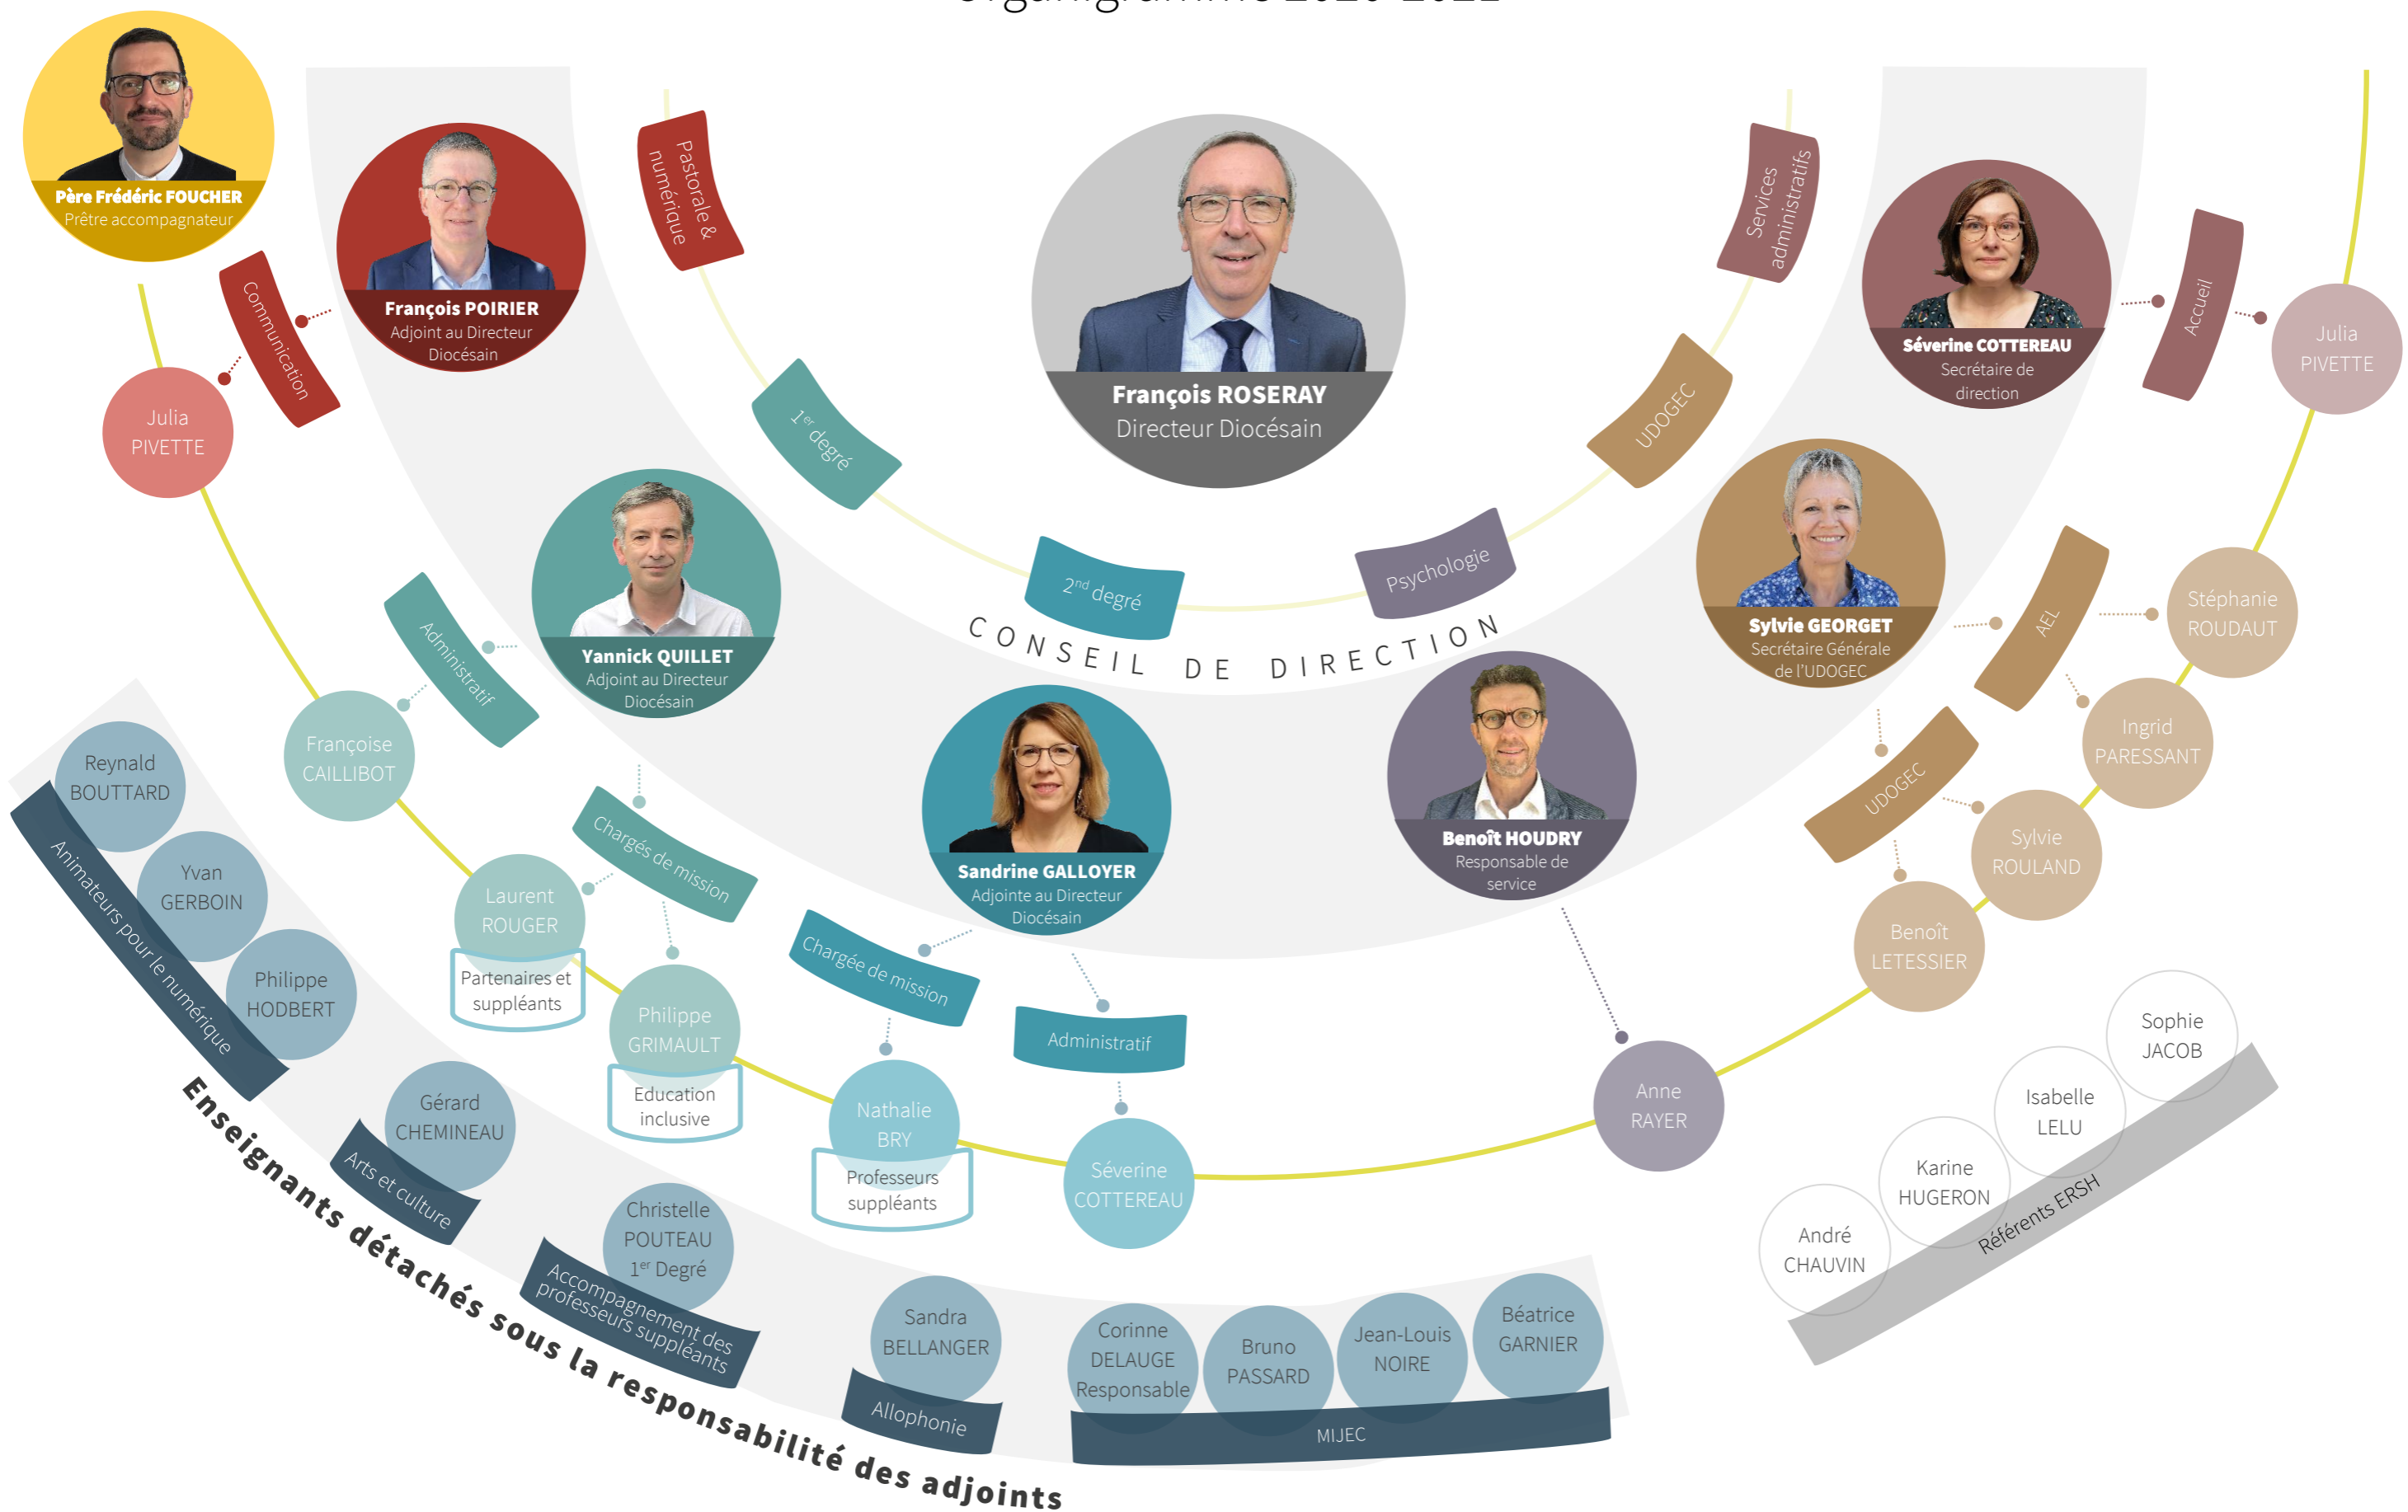 Organigramme 2020-2021
Père Frédéric FOUCHER
Prêtre accompagnateur
François POIRIER
Adjoint au Directeur
Diocésain
Pastorale &
numérique
François ROSERAY
Directeur Diocésain
Services
administratifs
Séverine COTTEREAU
Secrétaire de
direction
Accueil
Julia
PIVETTE
Communication
Julia
PIVETTE
1er degré
UDOGEC
2nd degré
Psychologie
CONSEIL DE DIRECTION
Yannick QUILLET
Adjoint au Directeur
Diocésain
Sylvie GEORGET
Secrétaire Générale
de l'UDOGEC
AEL
Stéphanie
ROUDAUT
Ingrid
PARESSANT
UDOGEC
Sylvie
ROULAND
Benoît
LETESSIER
Administratif
Françoise
CAILLIBOT
Chargés de mission
Laurent
ROUGER
Partenaires et
suppléants
Philippe
GRIMAULT
Education
inclusive
Sandrine GALLOYER
Adjointe au Directeur
Diocésain
Chargée de mission
Nathalie
BRY
Professeurs
suppléants
Administratif
Séverine
COTTEREAU
Benoît HOUDRY
Responsable de
service
Anne
RAYER
Reynald
BOUTTARD
Yvan
GERBOIN
Philippe
HODBERT
Animateurs pour le numérique
Gérard
CHEMINEAU
Arts et culture
Christelle
POUTEAU
1er Degré
Accompagnement des
professeurs suppléants
Sandra
BELLANGER
Allophonie
Corinne
DELAUGE
Responsable
Bruno
PASSARD
Jean-Louis
NOIRE
Béatrice
GARNIER
MIJEC
Enseignants détachés sous la responsabilité des adjoints
Sophie
JACOB
Isabelle
LELU
Karine
HUGERON
André
CHAUVIN
Référents ERSH